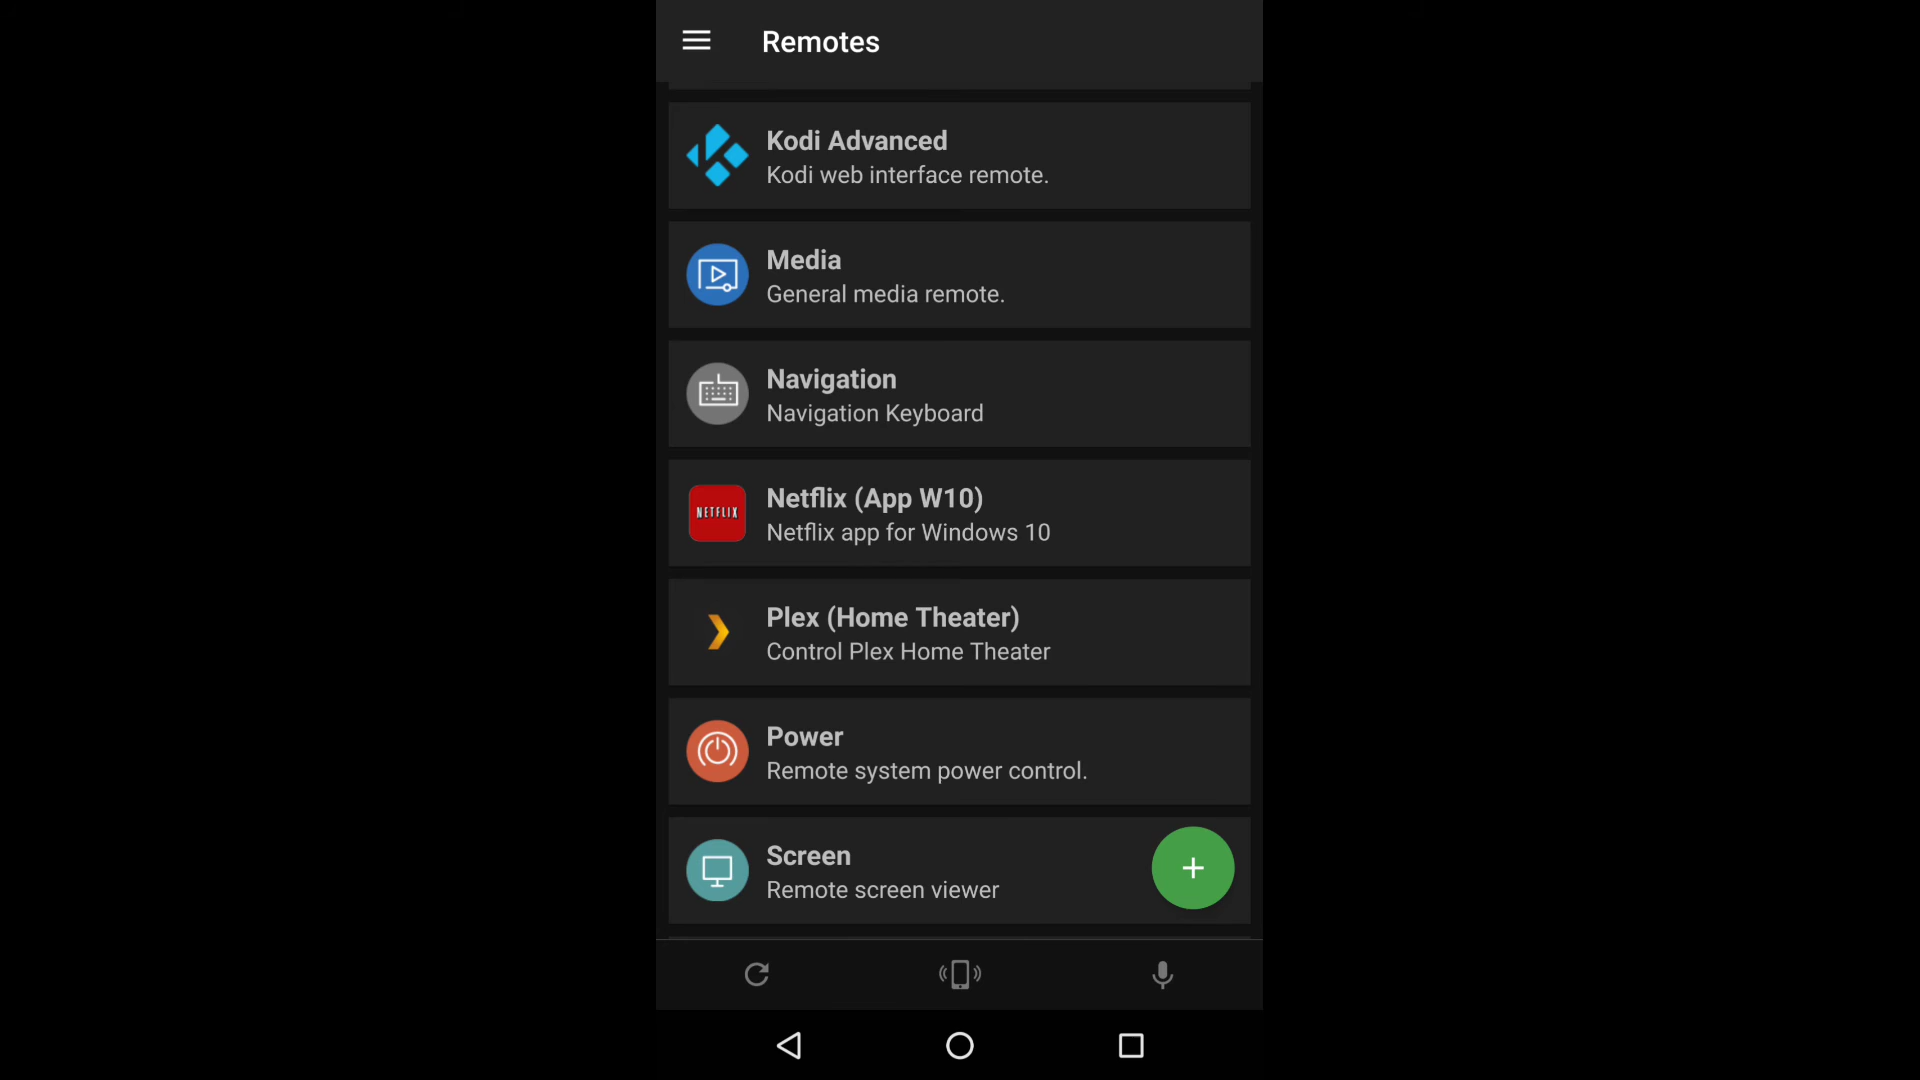 Remotes
Kodi Advanced
Kodi web interface remote.
Media
General media remote.
Navigation
Navigation Keyboard
Netflix (App W10)
NETFLIX
Netflix app for Windows 10
Plex (Home Theater)
Control Plex Home Theater
Power
Remote system power control.
Screen
Remote screen viewer